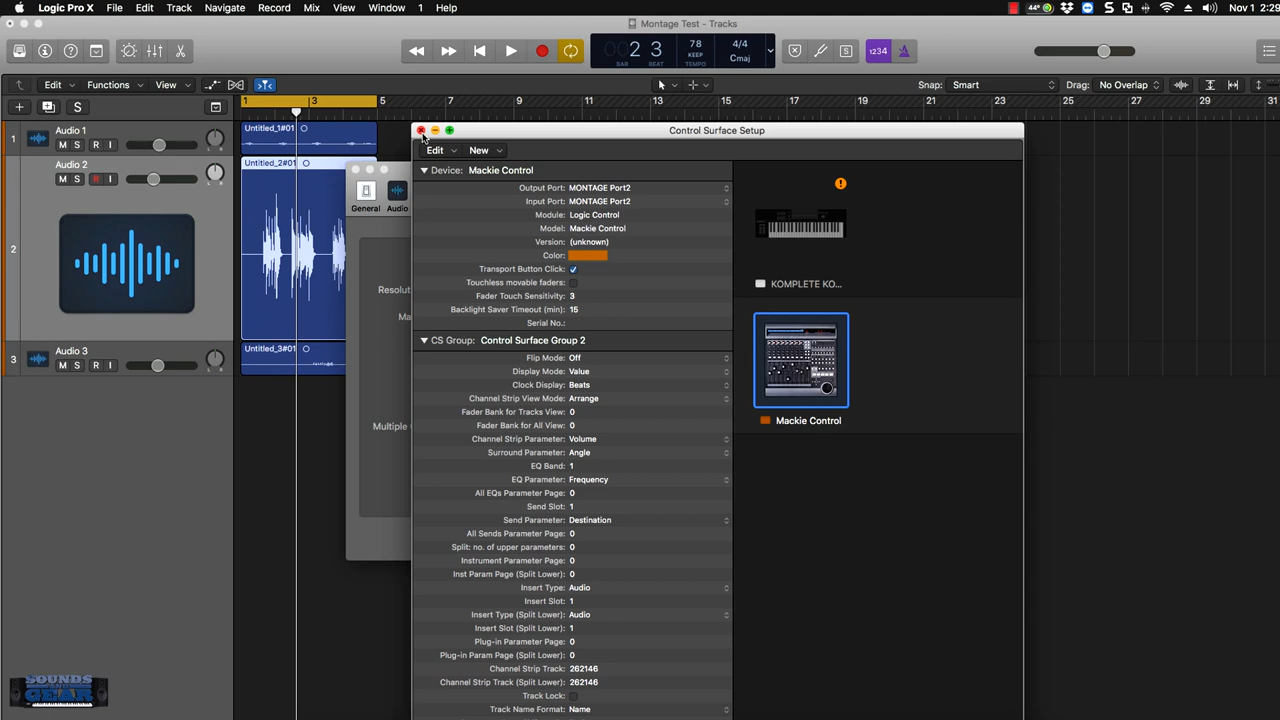 Logic Pro X File Edit Track Navigate Record Mix View Window 1 Help 44° Nov 1 2:29
Montage Test - Tracks
2 3 78 4/4 1234
KEEP Cmaj
BAR BEAT TEMPO
Edit Functions View Snap: Smart Drag: No Overlap
S 1 3 5 7 9 11 13 15 17 19 21 23 25 27 29 31
1 Audio 1 Untitled_1#01
M S R I
Control Surface Setup
Audio 2 Untitled_2#01
M S R I
Edit New
Device: Mackie Control
General Audio
Output Port: MONTAGE Port2
Input Port: MONTAGE Port2
Module: Logic Control
Model: Mackie Control
Version: (unknown)
2
Color:
Transport Button Click:
Touchless movable faders:
Resolu
Fader Touch Sensitivity: 3
Backlight Saver Timeout (min): 15
Ma
Serial No.:
KOMPLETE KO...
CS Group: Control Surface Group 2
3 Audio 3 Untitled_3#01
M S R I
Flip Mode: Off
Display Mode: Value
Clock Display: Beats
Channel Strip View Mode: Arrange
Fader Bank for Tracks View: 0
Fader Bank for All View: 0
Multiple
Mackie Control
Channel Strip Parameter: Volume
Surround Parameter: Angle
EQ Band: 1
EQ Parameter: Frequency
All EQs Parameter Page: 0
Send Slot: 1
Send Parameter: Destination
All Sends Parameter Page: 0
Split: no. of upper parameters: 0
Instrument Parameter Page: 0
Inst Param Page (Split Lower): 0
Insert Type: Audio
Insert Slot: 1
Insert Type (Split Lower): Audio
Insert Slot (Split Lower): 1
Plug-in Parameter Page: 0
Plug-in Param Page (Split Lower): 0
Channel Strip Track: 262146
Channel Strip Track (Split Lower): 262146
Track Lock:
Track Name Format: Name
SOUNDS
GEAR